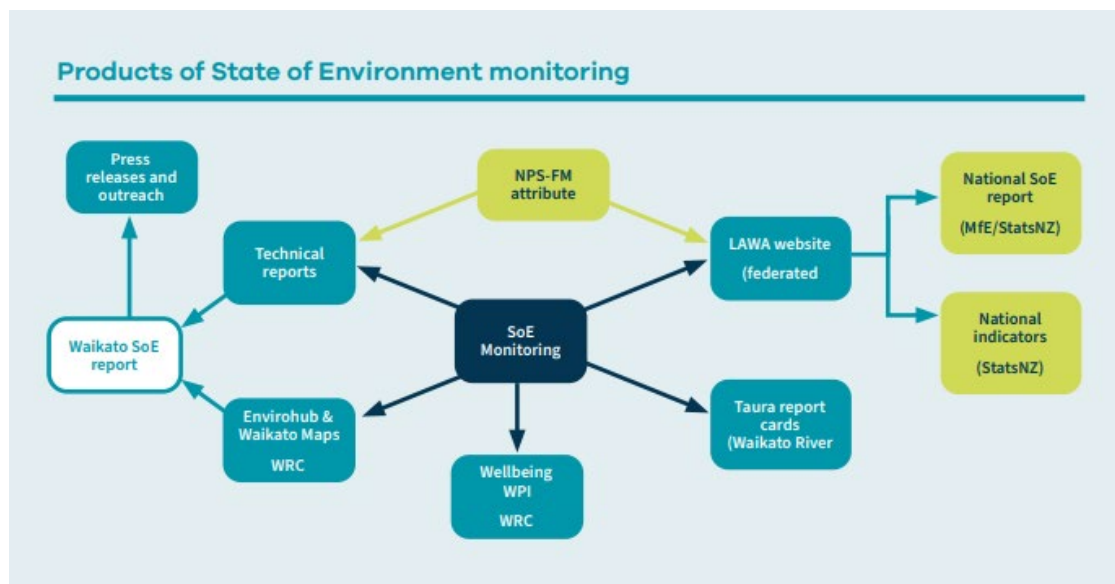 Products of State of Environment monitoring
Press
releases and
outreach
NPS-FM
attribute
National SoE
report
(MfE/StatsNZ)
Technical
reports
LAWA website
(federated
SoE
Monitoring
Waikato SoE
report
National
indicators
(StatsNZ)
Envirohub &
Waikato Maps
WRC
Taura report
cards
(Waikato River
Wellbeing
WPI
WRC